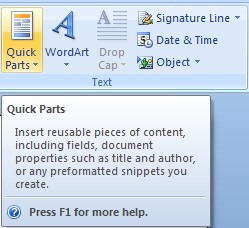 Quick Parts
WordArt
Drop Cap
Signature Line
Date & Time
Object
Text
Quick Parts
Insert reusable pieces of content,
including fields, document
properties such as title and author,
or any preformatted snippets you
create.
Press F1 for more help.